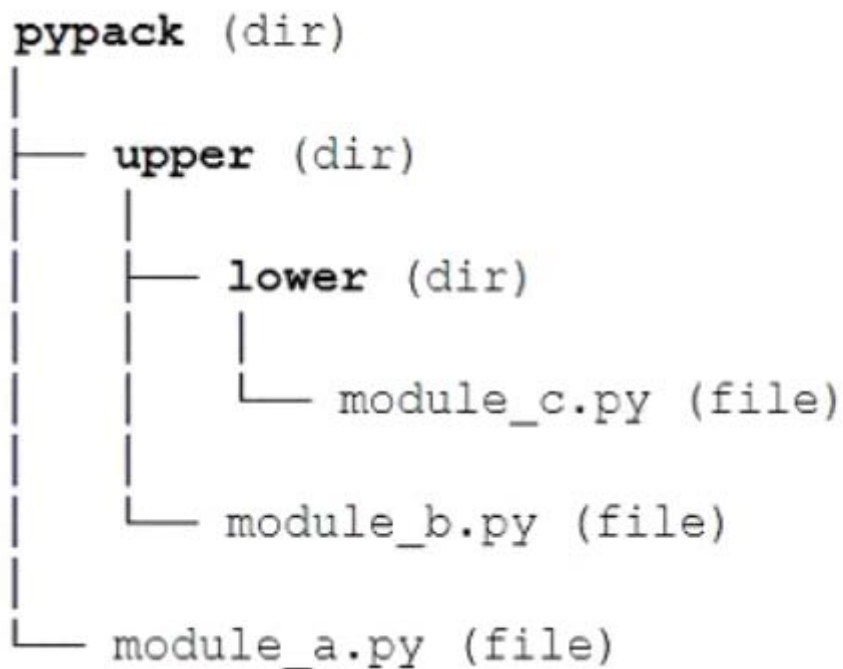 pypack (dir)
upper (dir)
lower (dir)
module_c.py (file)
module_b.py (file)
module_a.py (file)